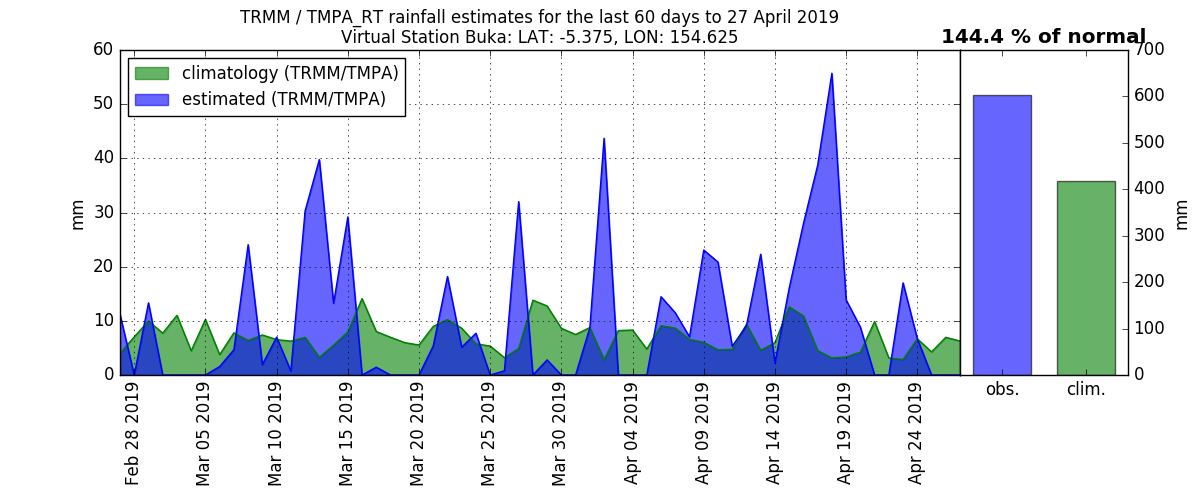 TRMM / TMPA_RT rainfall estimates for the last 60 days to 27 April 2019
Virtual Station Buka: LAT: -5.375, LON: 154.625
144.4 % of normal
climatology (TRMM/TMPA)
estimated (TRMM/TMPA)
60
50
40
30
20
10
0
mm
Feb 28 2019
Mar 05 2019
Mar 10 2019
Mar 15 2019
Mar 20 2019
Mar 25 2019
Mar 30 2019
Apr 04 2019
Apr 09 2019
Apr 14 2019
Apr 19 2019
Apr 24 2019
obs.
clim.
700
600
500
400
300
200
100
0
mm